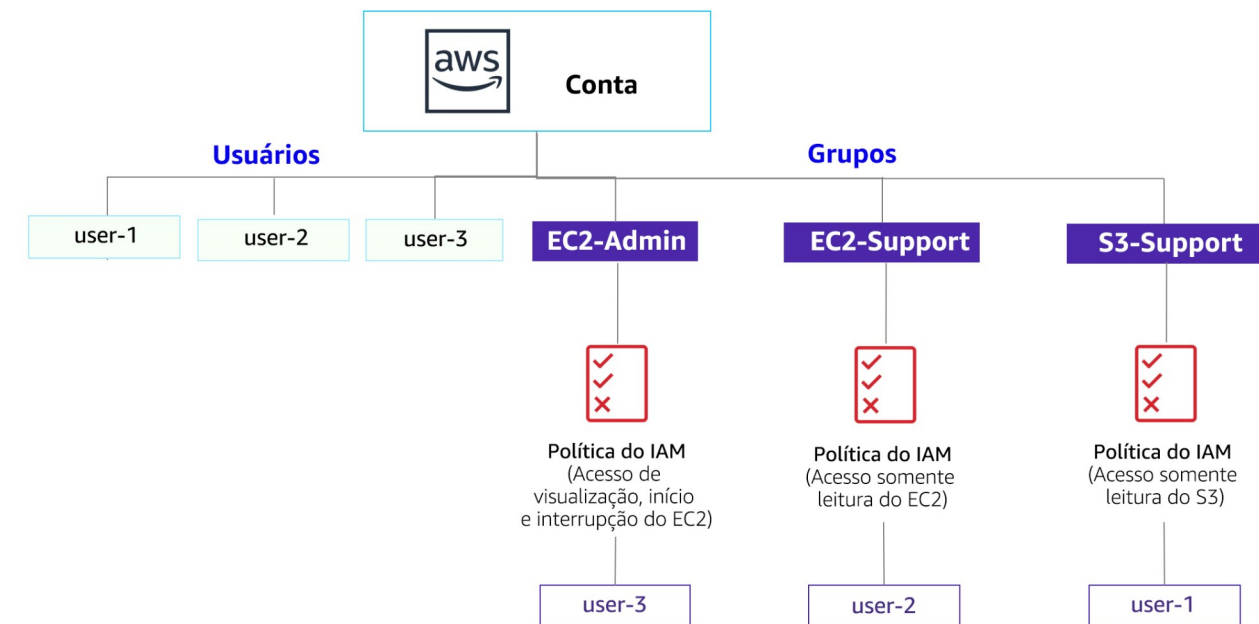 aws
Conta
Usuários
Grupos
user-1
user-2
user-3
EC2-Admin
EC2-Support
S3-Support
Política do IAM
(Acesso de
visualização, início
e interrupção do EC2)
Política do IAM
(Acesso somente
leitura do EC2)
Política do IAM
(Acesso somente
leitura do S3)
user-3
user-2
user-1